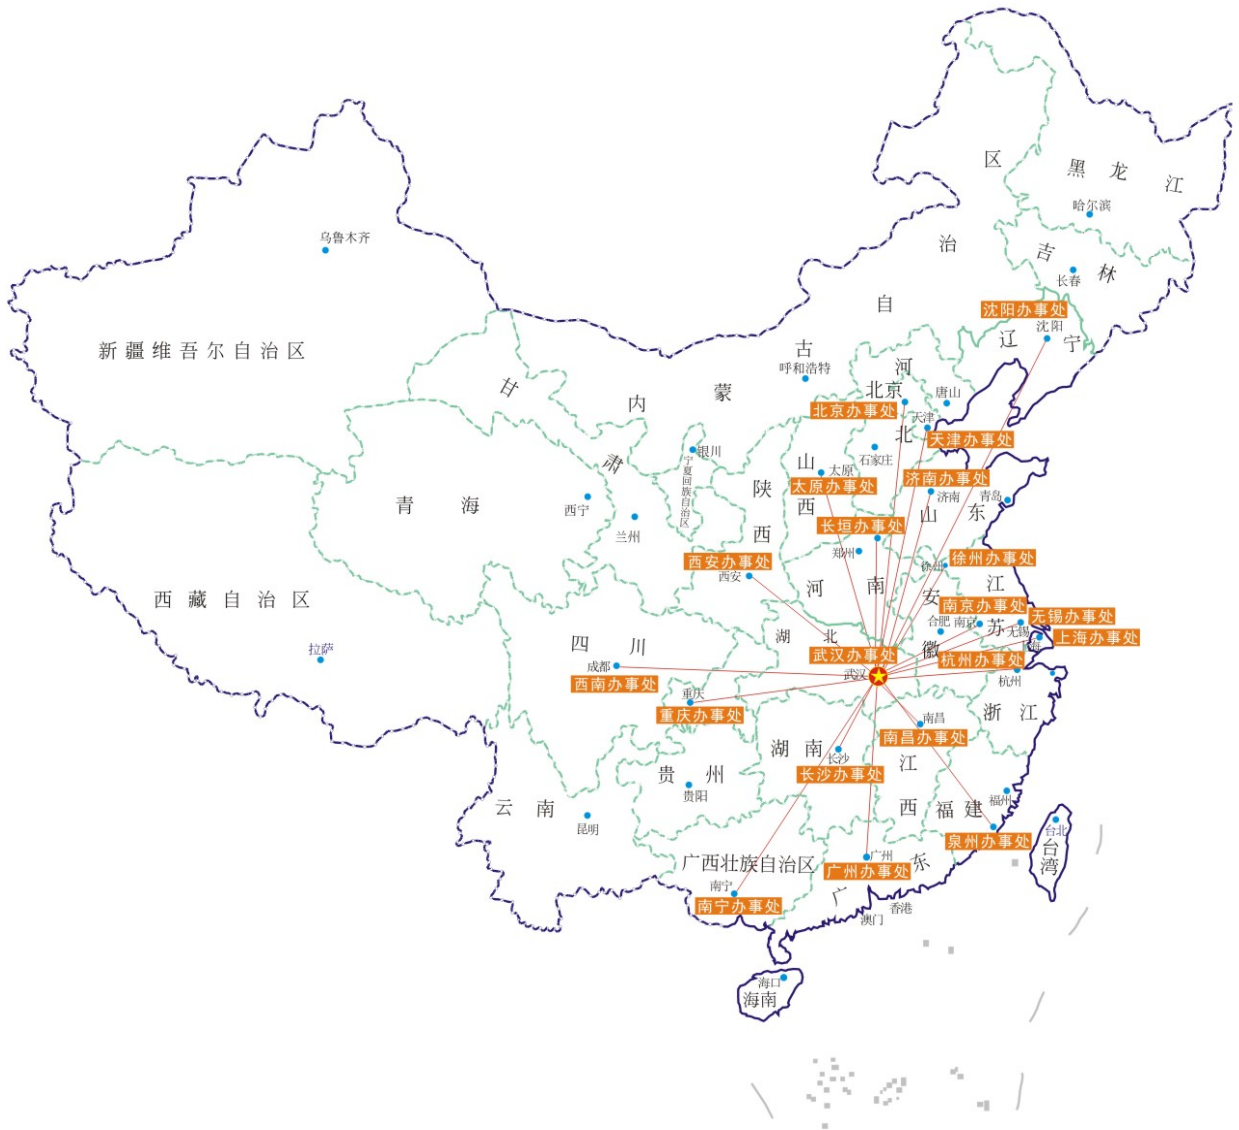 区
黑 龙 江
哈尔滨
乌鲁木齐
治
吉 林
长春
自
沈阳办事处
沈阳
辽 宁
新疆维吾尔自治区
古
呼和浩特
河
甘
内
蒙
北京
唐山
北京办事处
天津
北
天津办事处
银川
石家庄
肃
山
太原
宁夏回族自治区
济南办事处
太原办事处
陕
济南
青岛
青 海
西宁
西
山 东
兰州
长垣办事处
西
郑州
徐州办事处
西安办事处
徐州
西安
河 南
江
西藏自治区
安
南京办事处
无锡办事处
合肥
南京
苏
无锡
上海办事处
湖 北
四 川
徽
上海
拉萨
武汉办事处
杭州办事处
成都
武汉
西南办事处
杭州
重庆
重庆办事处
浙 江
南昌
南昌办事处
湖 南
长沙
江
长沙办事处
贵 州
贵阳
福州
云 南
西
福 建
昆明
台北
泉州办事处
台湾
广西壮族自治区
广州
东
广州办事处
南宁
广
南宁办事处
香港
澳门
海口
海南